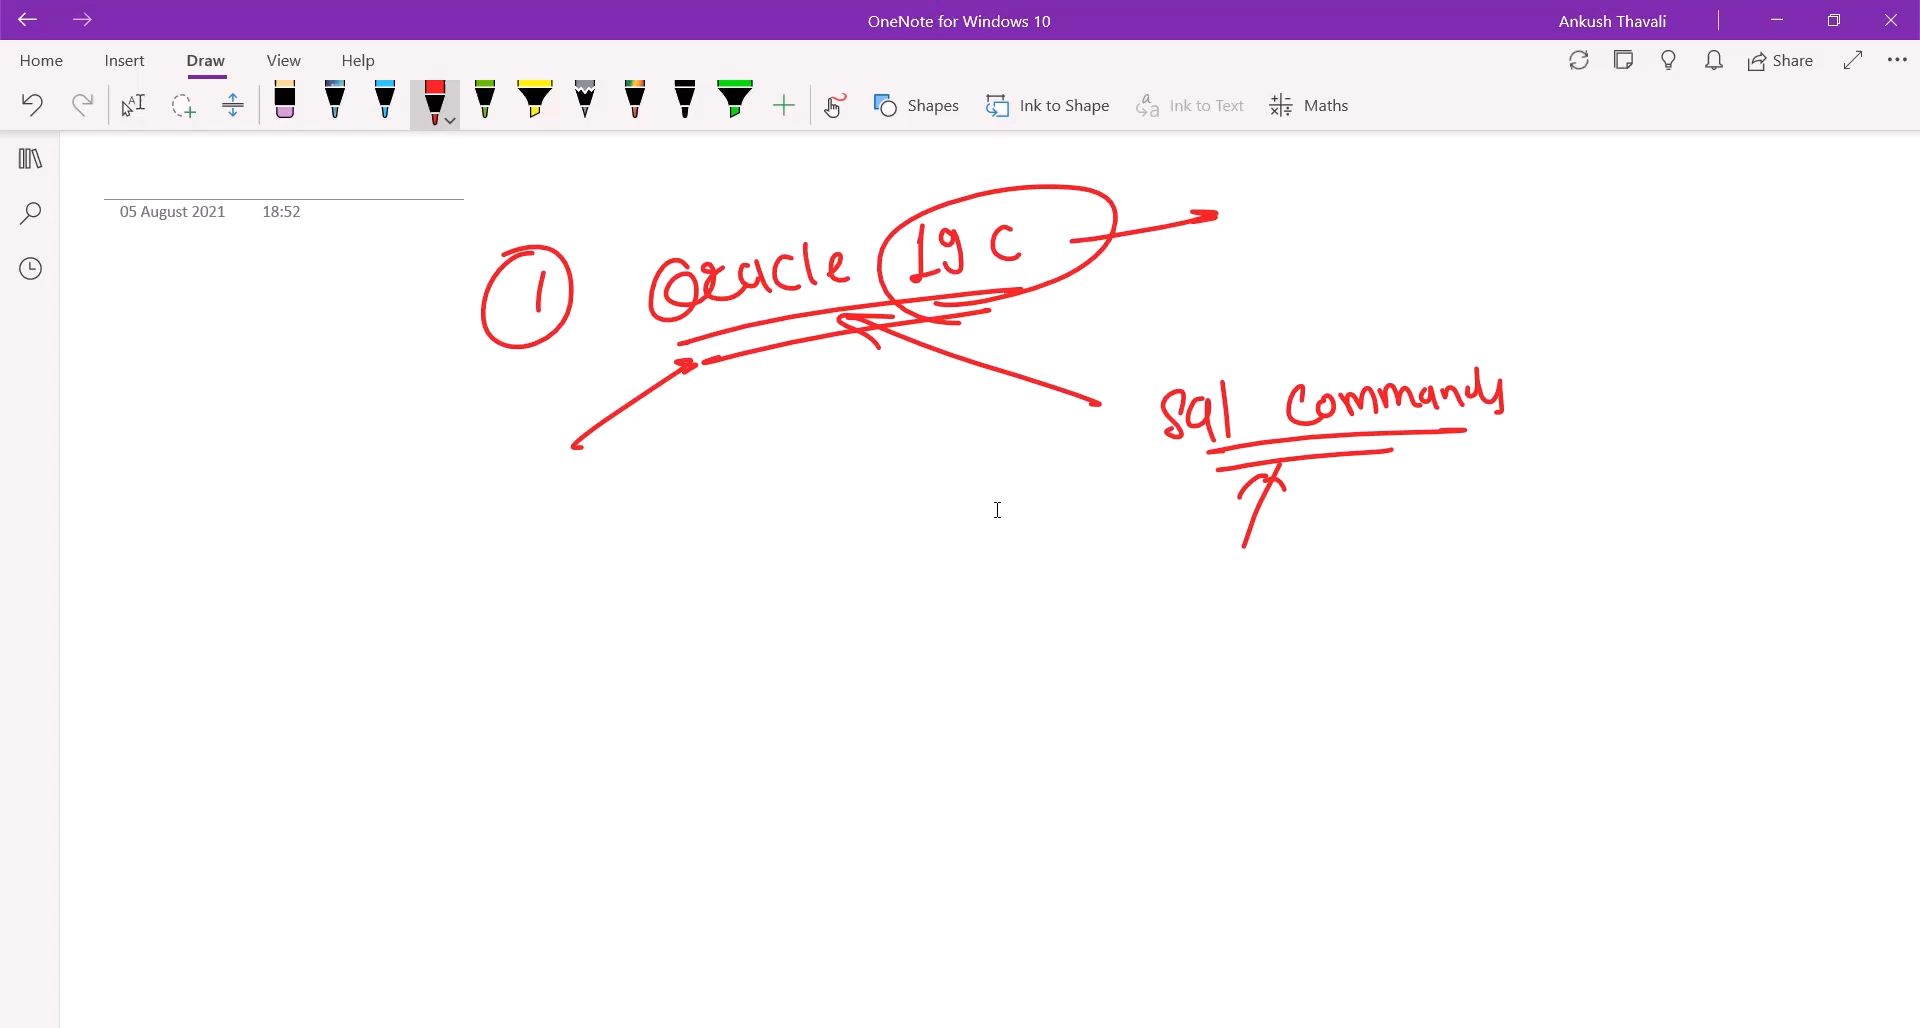 OneNote for Windows 10
Ankush Thavali
Home Insert Draw View Help
Share
Shapes Ink to Shape Ink to Text Maths
05 August 2021 18:52
1 Oracle 19 C
Sql Commands